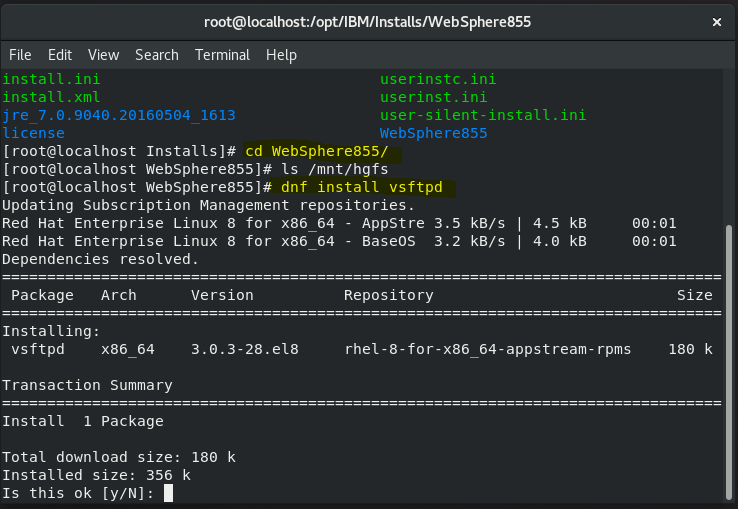 root@localhost:/opt/IBM/Installs/WebSphere855 ×
File Edit View Search Terminal Help
install.ini userinstc.ini
install.xml userinst.ini
jre_7.0.9040.20160504_1613 user-silent-install.ini
license WebSphere855
[root@localhost Installs]# cd WebSphere855/
[root@localhost WebSphere855]# ls /mnt/hgfs
[root@localhost WebSphere855]# dnf install vsftpd
Updating Subscription Management repositories.
Red Hat Enterprise Linux 8 for x86_64 - AppStre 3.5 kB/s | 4.5 kB 00:01
Red Hat Enterprise Linux 8 for x86_64 - BaseOS 3.2 kB/s | 4.0 kB 00:01
Dependencies resolved.
================================================================================
Package Arch Version Repository Size
================================================================================
Installing:
vsftpd x86_64 3.0.3-28.el8 rhel-8-for-x86_64-appstream-rpms 180 k
Transaction Summary
================================================================================
Install 1 Package
Total download size: 180 k
Installed size: 356 k
Is this ok [y/N]: